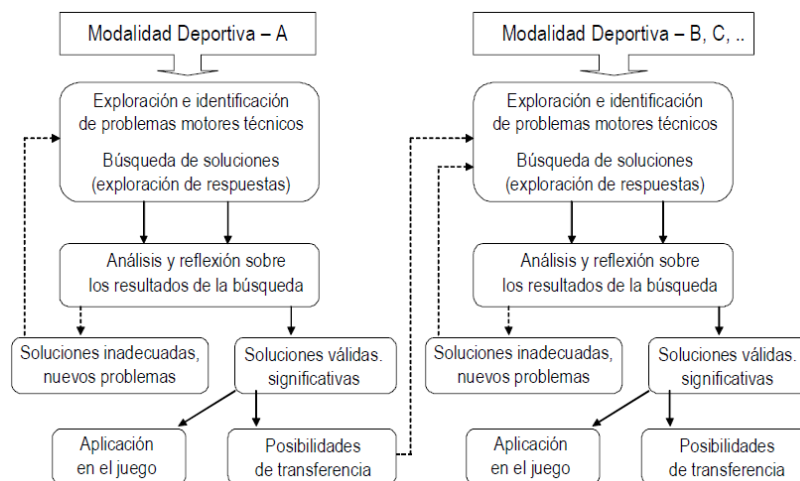 Modalidad Deportiva – A
Exploración e identificación
de problemas motores técnicos
Búsqueda de soluciones
(exploración de respuestas)
Análisis y reflexión sobre
los resultados de la búsqueda
Soluciones inadecuadas,
nuevos problemas
Soluciones válidas.
significativas
Aplicación
en el juego
Posibilidades
de transferencia
Modalidad Deportiva – B, C, ..
Exploración e identificación
de problemas motores técnicos
Búsqueda de soluciones
(exploración de respuestas)
Análisis y reflexión sobre
los resultados de la búsqueda
Soluciones inadecuadas,
nuevos problemas
Soluciones válidas.
significativas
Aplicación
en el juego
Posibilidades
de transferencia